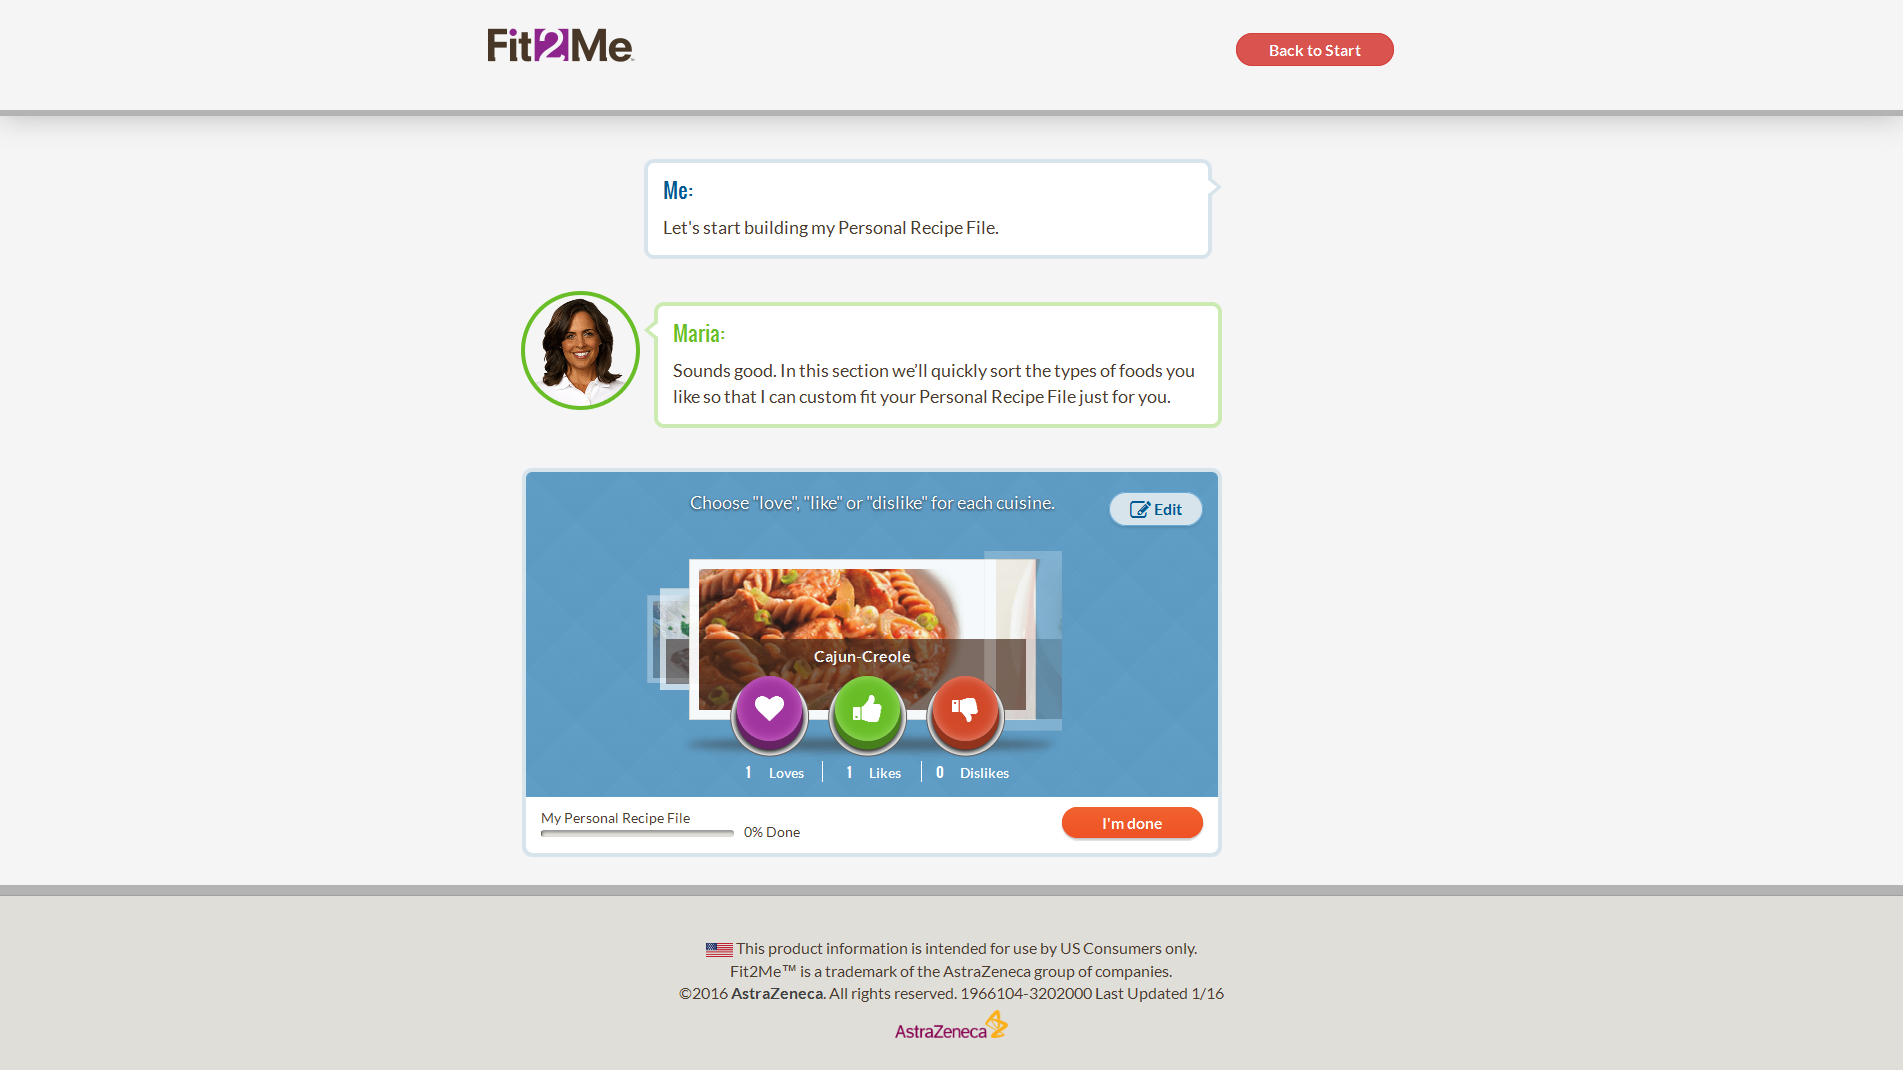 Fit2Me
Back to Start
Me:
Let's start building my Personal Recipe File.
Maria:
Sounds good. In this section we’ll quickly sort the types of foods you
like so that I can custom fit your Personal Recipe File just for you.
Choose "love", "like" or "dislike" for each cuisine.
Edit
Cajun-Creole
1 Loves
1 Likes
0 Dislikes
My Personal Recipe File
0% Done
I'm done
This product information is intended for use by US Consumers only.
Fit2Me™ is a trademark of the AstraZeneca group of companies.
©2016 AstraZeneca. All rights reserved. 1966104-3202000 Last Updated 1/16
AstraZeneca